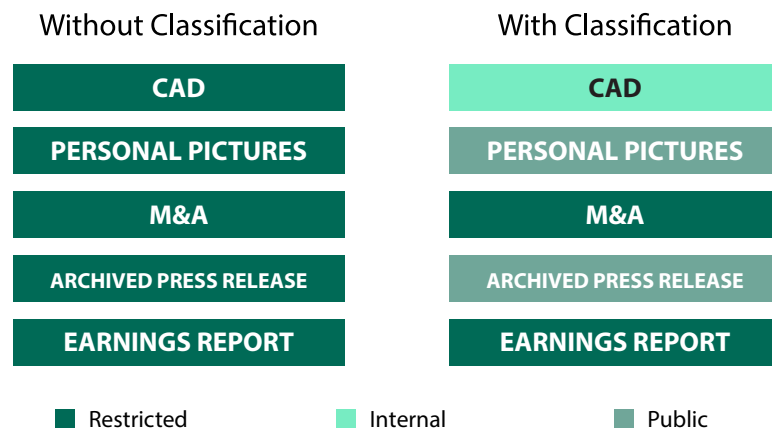 Without Classification
CAD
PERSONAL PICTURES
M&A
ARCHIVED PRESS RELEASE
EARNINGS REPORT
With Classification
CAD
PERSONAL PICTURES
M&A
ARCHIVED PRESS RELEASE
EARNINGS REPORT
Restricted
Internal
Public